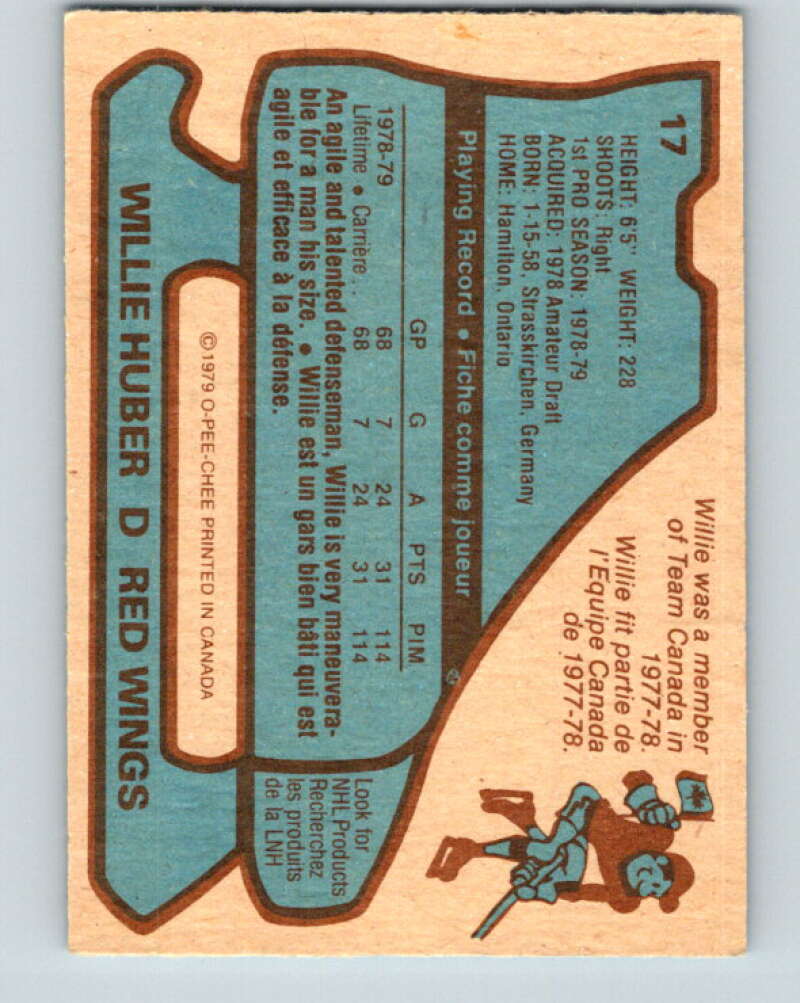 17
HEIGHT: 6'5" WEIGHT: 228
SHOOTS: Right
1st PRO SEASON: 1978-79
ACQUIRED: 1978 Amateur Draft
BORN: 1-15-58, Strasskirchen, Germany
HOME: Hamilton, Ontario
Willie was a member
of Team Canada in
1977-78.
Willie fit partie de
l'Equipe Canada
de 1977-78.
Playing Record • Fiche comme joueur
GP G A PTS PIM
1978-79 68 7 24 31 114
Lifetime • Carrière .. 68 7 24 31 114
An agile and talented defenseman, Willie is very maneuvera-
ble for a man his size. • Willie est un gars bien bâti qui est
agile et efficace à la défense.
Look for
NHL Products
Recherchez
les produits
de la LNH
©1979 O-PEE-CHEE PRINTED IN CANADA
WILLIE HUBER D RED WINGS